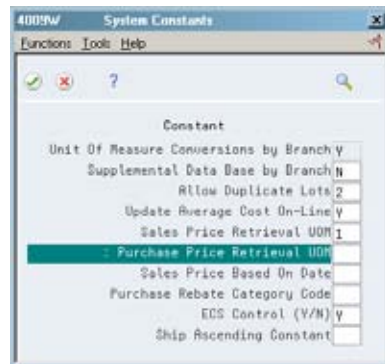 4009W System Constants
Functions Tools Help
?
Constant
Unit Of Measure Conversions by Branch Y
Supplemental Data Base by Branch N
Allow Duplicate Lots 2
Update Average Cost On-Line Y
Sales Price Retrieval UOM 1
: Purchase Price Retrieval UOM
Sales Price Based On Date
Purchase Rebate Category Code
ECS Control (Y/N) Y
Ship Ascending Constant